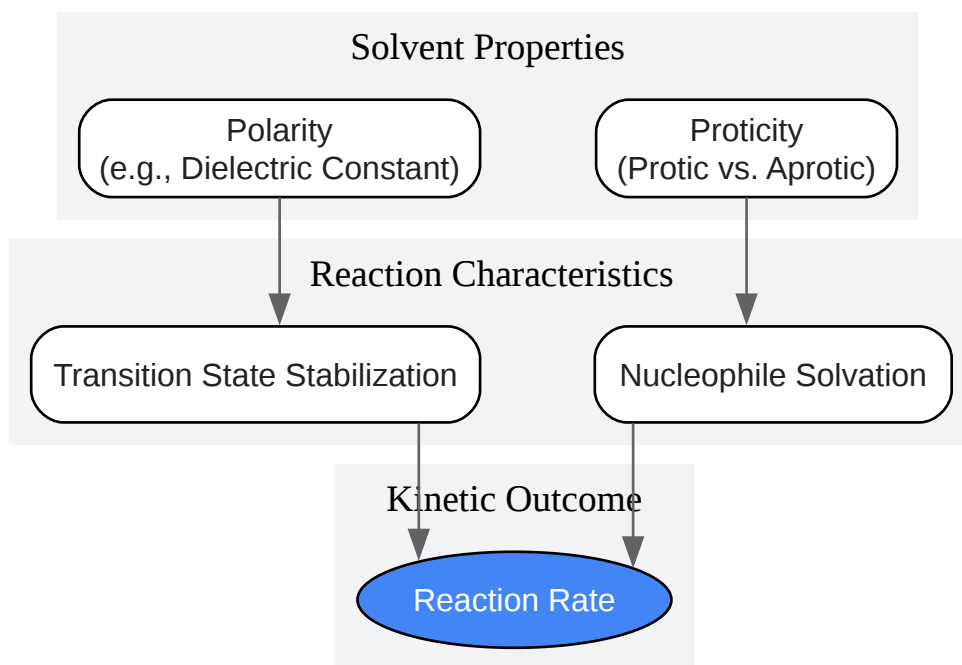 Solvent Properties
Polarity
(e.g., Dielectric Constant)
Proticity
(Protic vs. Aprotic)
Reaction Characteristics
Transition State Stabilization
Nucleophile Solvation
Kinetic Outcome
Reaction Rate